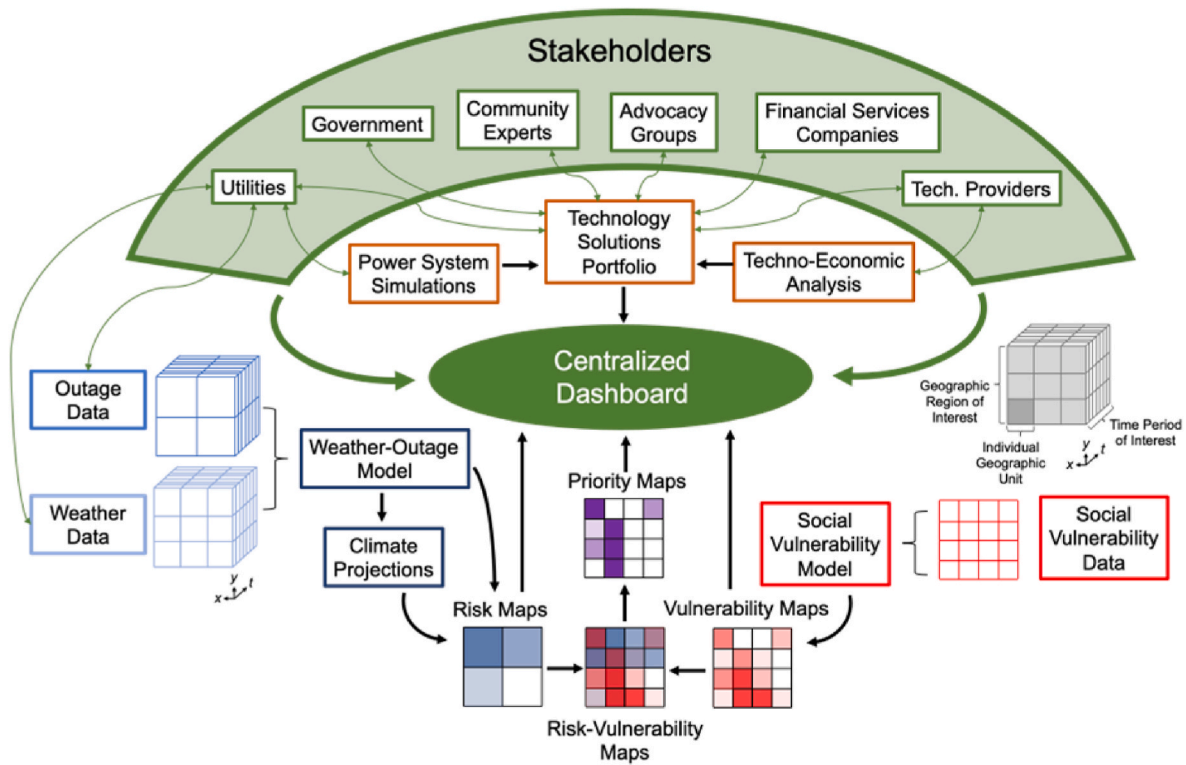 Stakeholders
Government
Community
Experts
Advocacy
Groups
Financial Services
Companies
Utilities
Tech. Providers
Technology
Solutions
Portfolio
Power System
Simulations
Techno-Economic
Analysis
Centralized
Dashboard
Outage
Data
Weather
Data
y
x
t
Weather-Outage
Model
Climate
Projections
Risk Maps
Priority Maps
Vulnerability Maps
Risk-Vulnerability
Maps
Social
Vulnerability
Model
Social
Vulnerability
Data
Geographic
Region of
Interest
Individual
Geographic
Unit
Time Period
of Interest
y
x
t